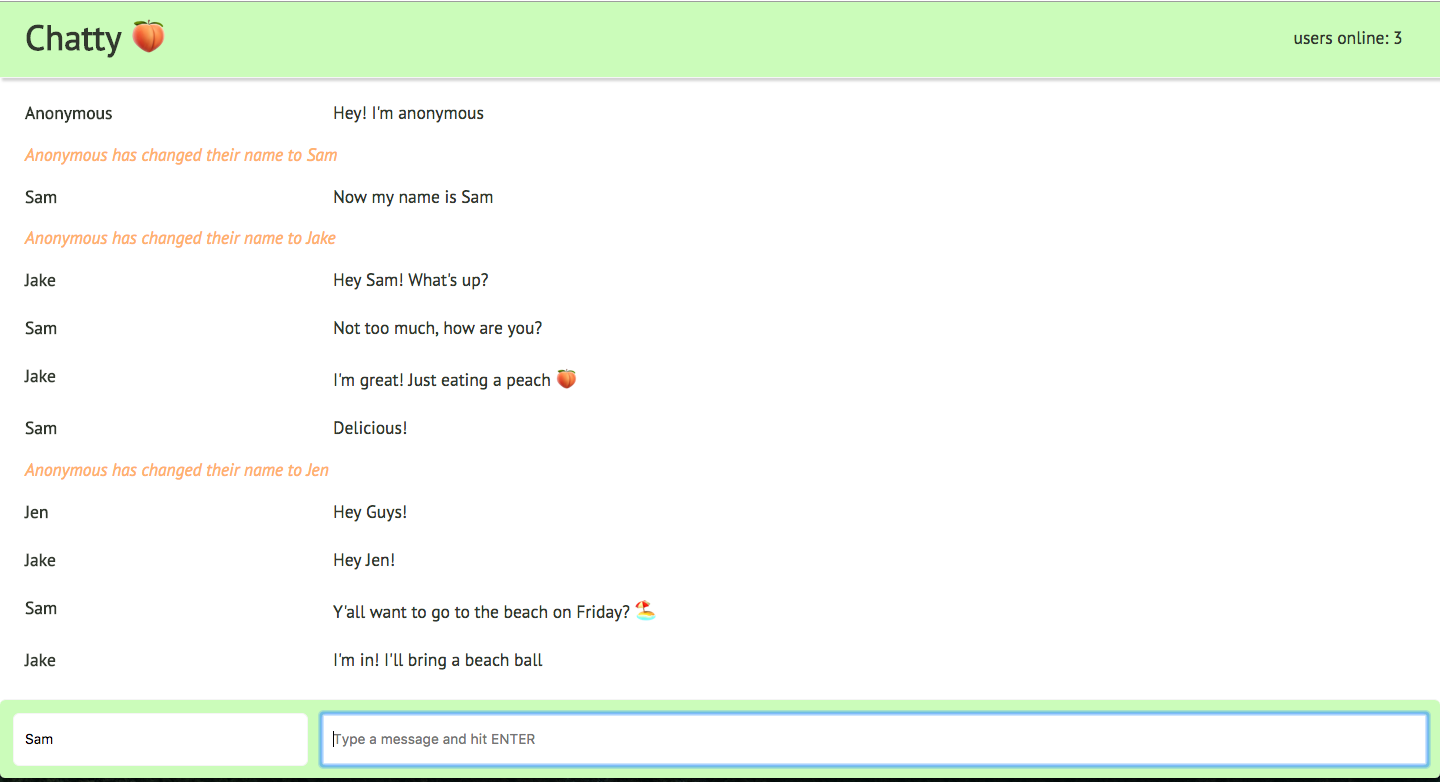 Chatty 🍑 users online: 3
Anonymous Hey! I'm anonymous
Anonymous has changed their name to Sam
Sam Now my name is Sam
Anonymous has changed their name to Jake
Jake Hey Sam! What's up?
Sam Not too much, how are you?
Jake I'm great! Just eating a peach 🍑
Sam Delicious!
Anonymous has changed their name to Jen
Jen Hey Guys!
Jake Hey Jen!
Sam Y'all want to go to the beach on Friday? 🏖️
Jake I'm in! I'll bring a beach ball
Sam Type a message and hit ENTER